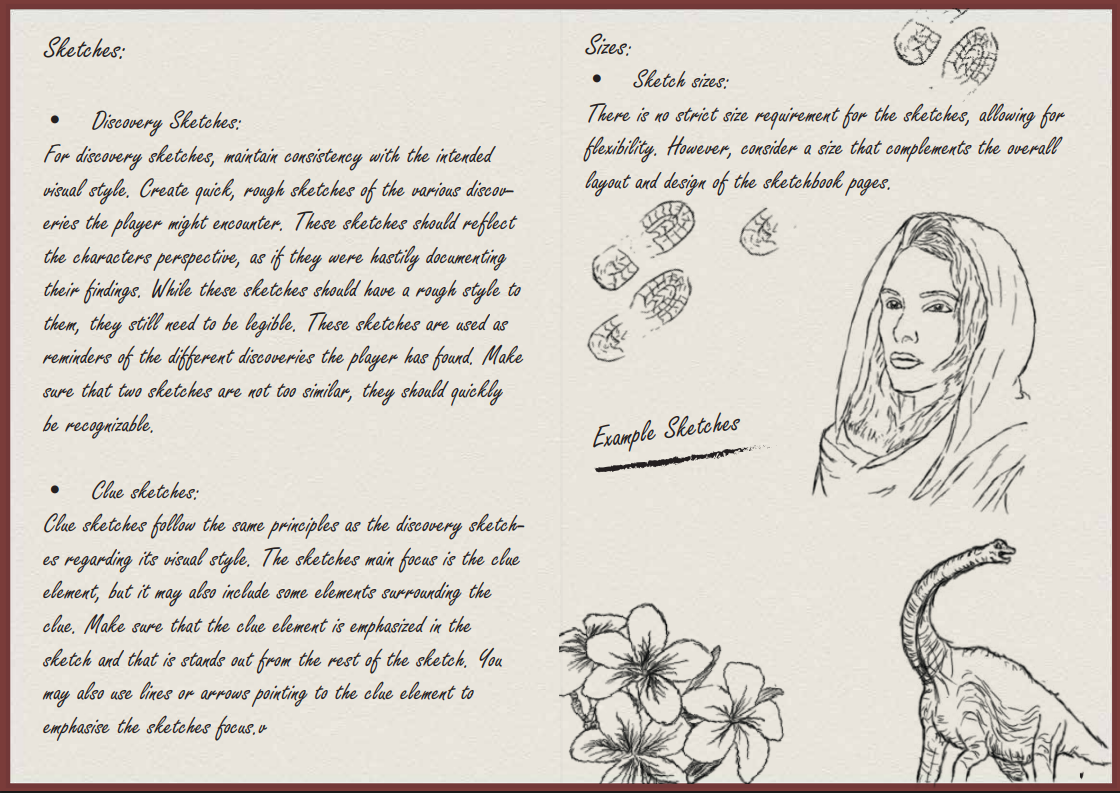 Sketches:
• Discovery Sketches:
For discovery sketches, maintain consistency with the intended
visual style. Create quick, rough sketches of the various discov-
eries the player might encounter. These sketches should reflect
the characters perspective, as if they were hastily documenting
their findings. While these sketches should have a rough style to
them, they still need to be legible. These sketches are used as
reminders of the different discoveries the player has found. Make
sure that two sketches are not too similar, they should quickly
be recognizable.
• Clue sketches:
Clue sketches follow the same principles as the discovery sketch-
es regarding its visual style. The sketches main focus is the clue
element, but it may also include some elements surrounding the
clue. Make sure that the clue element is emphasized in the
sketch and that is stands out from the rest of the sketch. You
may also use lines or arrows pointing to the clue element to
emphasise the sketches focus.v
Sizes:
• Sketch sizes:
There is no strict size requirement for the sketches, allowing for
flexibility. However, consider a size that complements the overall
layout and design of the sketchbook pages.
Example Sketches